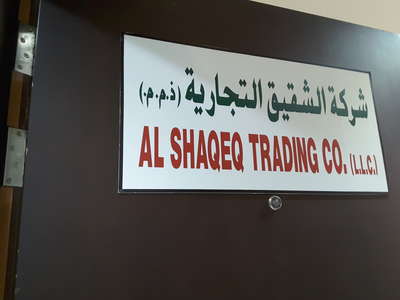 شركة الشقيق التجارية (ذ.م.م.)
AL SHAQEQ TRADING CO. (L.L.C.)